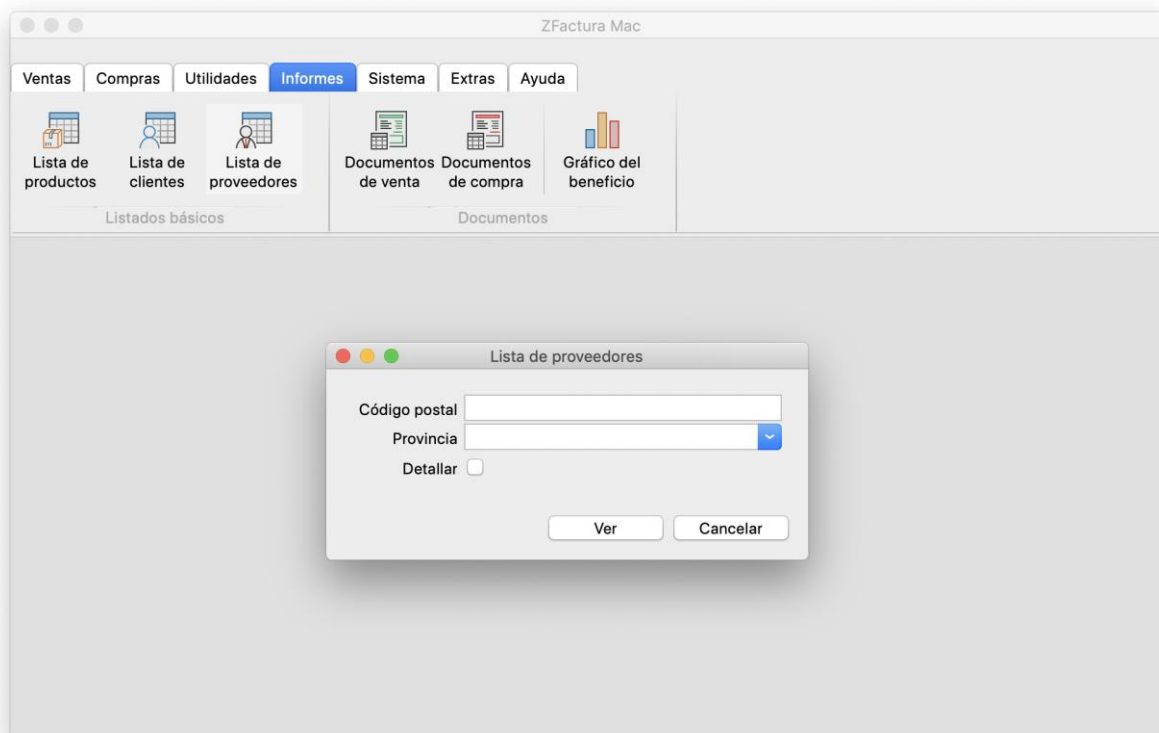 ZFactura Mac
Ventas Compras Utilidades Informes Sistema Extras Ayuda
Lista de productos
Lista de clientes
Lista de proveedores
Documentos de venta
Documentos de compra
Gráfico del beneficio
Listados básicos
Documentos
Lista de proveedores
Código postal
Provincia
Detallar
Ver Cancelar